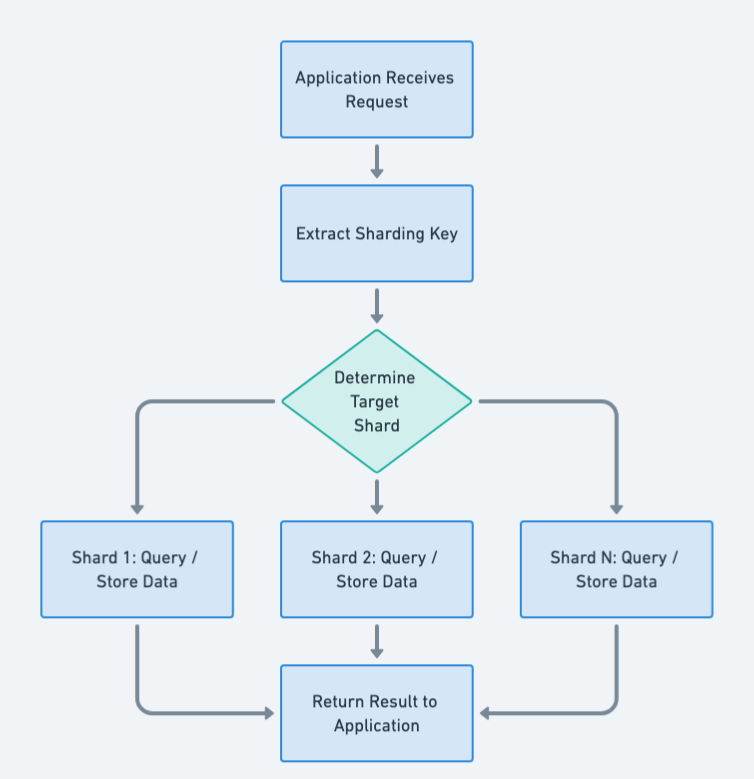 Application Receives
Request
Extract Sharding Key
Determine
Target
Shard
Shard 1: Query /
Store Data
Shard 2: Query /
Store Data
Shard N: Query /
Store Data
Return Result to
Application